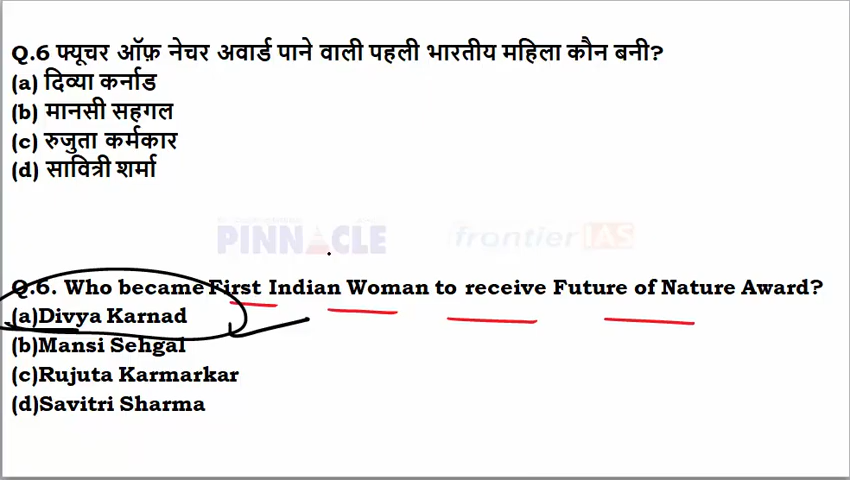 Q.6 फ्यूचर ऑफ़ नेचर अवार्ड पाने वाली पहली भारतीय महिला कौन बनी?
(a) दिव्या कर्नाड
(b) मानसी सहगल
(c) रुजुता कर्मकार
(d) सावित्री शर्मा
PINNACLE frontier IAS
Q.6. Who became First Indian Woman to receive Future of Nature Award?
(a)Divya Karnad
(b)Mansi Sehgal
(c)Rujuta Karmarkar
(d)Savitri Sharma